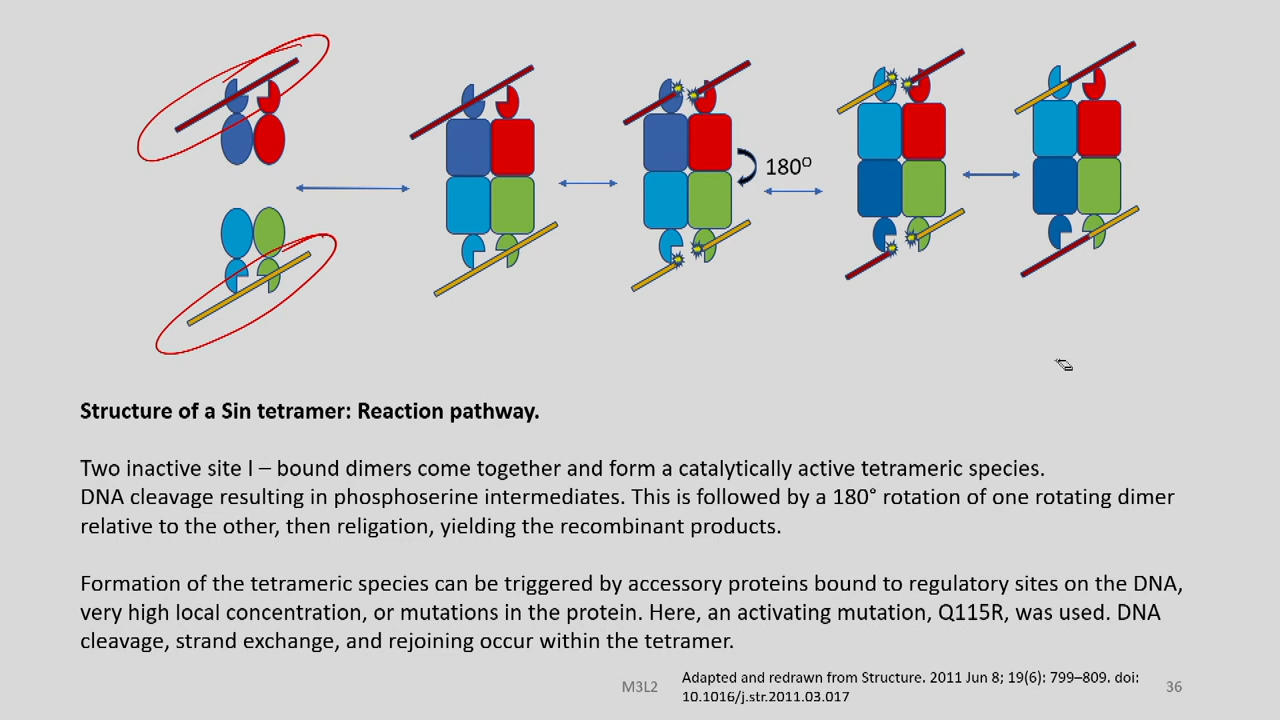 180⁰
Structure of a Sin tetramer: Reaction pathway.
Two inactive site I – bound dimers come together and form a catalytically active tetrameric species.
DNA cleavage resulting in phosphoserine intermediates. This is followed by a 180° rotation of one rotating dimer
relative to the other, then religation, yielding the recombinant products.
Formation of the tetrameric species can be triggered by accessory proteins bound to regulatory sites on the DNA,
very high local concentration, or mutations in the protein. Here, an activating mutation, Q115R, was used. DNA
cleavage, strand exchange, and rejoining occur within the tetramer.
M3L2
Adapted and redrawn from Structure. 2011 Jun 8; 19(6): 799–809. doi:
10.1016/j.str.2011.03.017
36